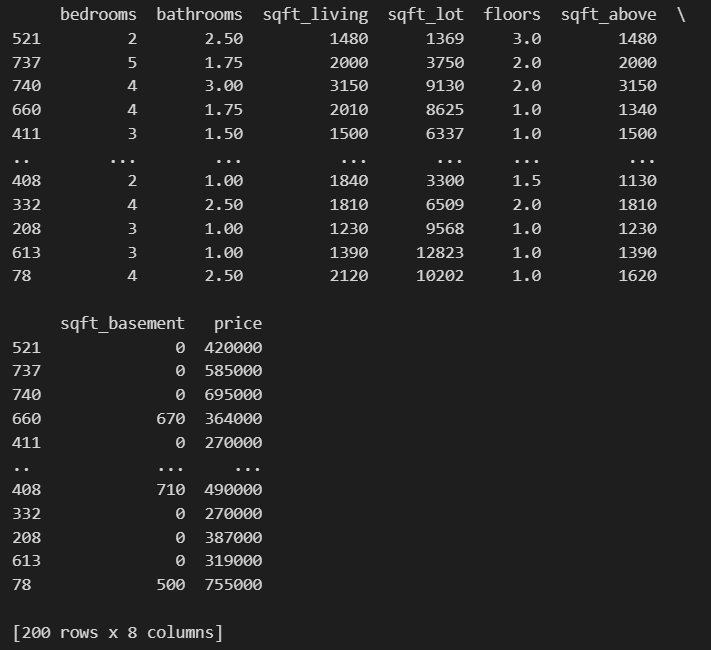 bedrooms  bathrooms  sqft_living  sqft_lot  floors  sqft_above  \
521         2       2.50         1480      1369     3.0        1480
737         5       1.75         2000      3750     2.0        2000
740         4       3.00         3150      9130     2.0        3150
660         4       1.75         2010      8625     1.0        1340
411         3       1.50         1500      6337     1.0        1500
..        ...        ...          ...       ...     ...         ...
408         2       1.00         1840      3300     1.5        1130
332         4       2.50         1810      6509     2.0        1810
208         3       1.00         1230      9568     1.0        1230
613         3       1.00         1390     12823     1.0        1390
78          4       2.50         2120     10202     1.0        1620
     sqft_basement   price
521              0  420000
737              0  585000
740              0  695000
660            670  364000
411              0  270000
..             ...     ...
408            710  490000
332              0  270000
208              0  387000
613              0  319000
78             500  755000
[200 rows x 8 columns]